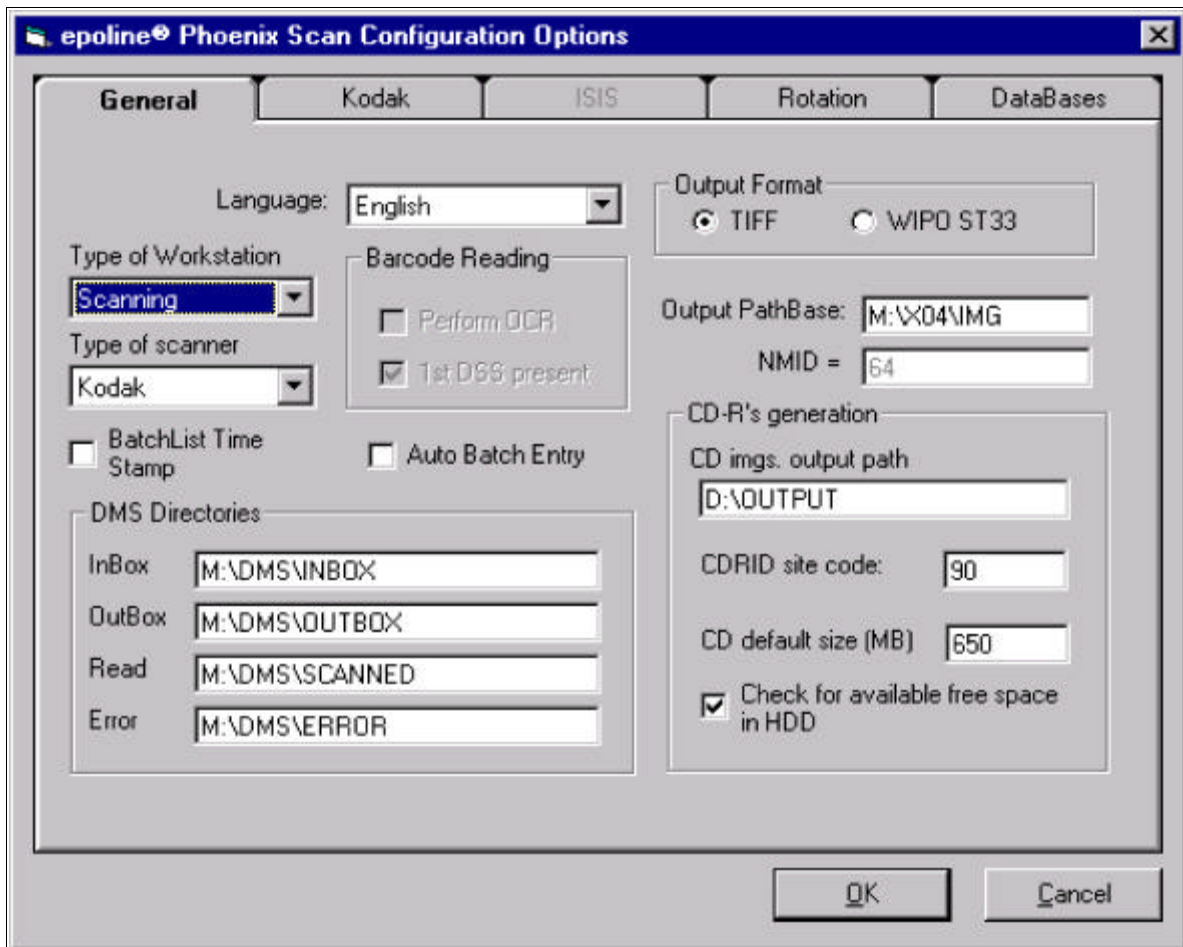 epoline® Phoenix Scan Configuration Options
General
Kodak
ISIS
Rotation
DataBases
Language:
English
Output Format
TIFF
WIPO ST33
Type of Workstation
Scanning
Barcode Reading
Perform OCR
1st DSS present
Output PathBase:
M:\X04\IMG
NMID =
64
Type of scanner
Kodak
BatchList Time
Stamp
Auto Batch Entry
CD-R's generation
CD imgs. output path
D:\OUTPUT
CDRID site code:
90
CD default size (MB)
650
Check for available free space
in HDD
DMS Directories
InBox
M:\DMS\INBOX
OutBox
M:\DMS\OUTBOX
Read
M:\DMS\SCANNED
Error
M:\DMS\ERROR
OK
Cancel